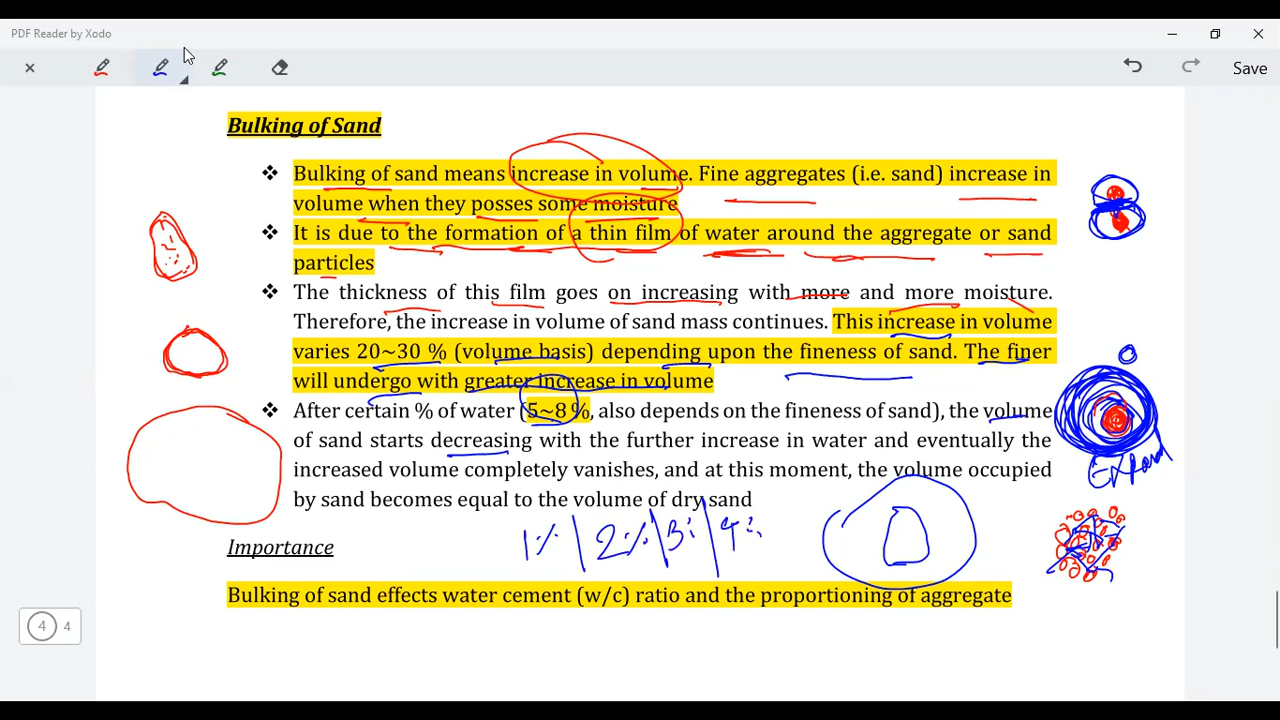 PDF Reader by Xodo
Save
Bulking of Sand
❖ Bulking of sand means increase in volume. Fine aggregates (i.e. sand) increase in
volume when they posses some moisture
❖ It is due to the formation of a thin film of water around the aggregate or sand
particles
❖ The thickness of this film goes on increasing with more and more moisture.
Therefore, the increase in volume of sand mass continues. This increase in volume
varies 20~30 % (volume basis) depending upon the fineness of sand. The finer
will undergo with greater increase in volume
❖ After certain % of water (5~8 %, also depends on the fineness of sand), the volume
of sand starts decreasing with the further increase in water and eventually the
increased volume completely vanishes, and at this moment, the volume occupied
by sand becomes equal to the volume of dry sand
Expand
1% | 2% | 3% | 4%
Importance
Bulking of sand effects water cement (w/c) ratio and the proportioning of aggregate
4 4